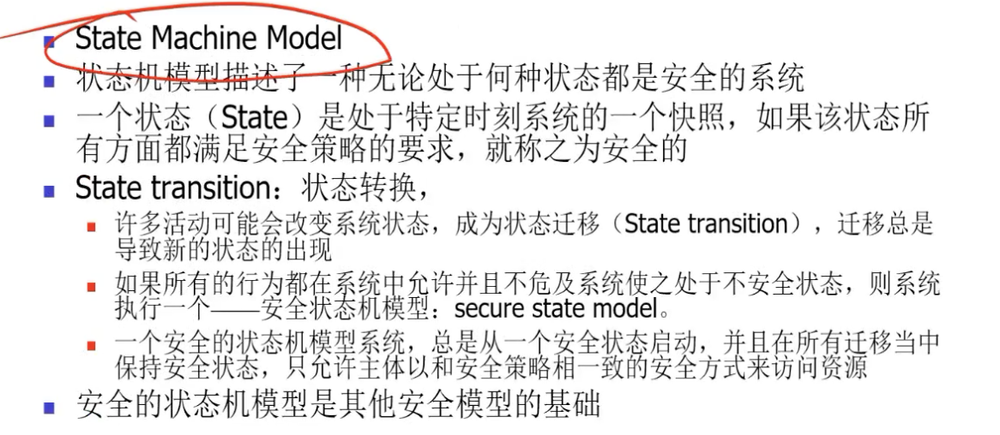 State Machine Model
状态机模型描述了一种无论处于何种状态都是安全的系统
一个状态（State）是处于特定时刻系统的一个快照，如果该状态所
有方面都满足安全策略的要求，就称之为安全的
State transition：状态转换，
许多活动可能会改变系统状态，成为状态迁移（State transition），迁移总是
导致新的状态的出现
如果所有的行为都在系统中允许并且不危及系统使之处于不安全状态，则系统
执行一个——安全状态机模型：secure state model。
一个安全的状态机模型系统，总是从一个安全状态启动，并且在所有迁移当中
保持安全状态，只允许主体以和安全策略相一致的安全方式来访问资源
安全的状态机模型是其他安全模型的基础